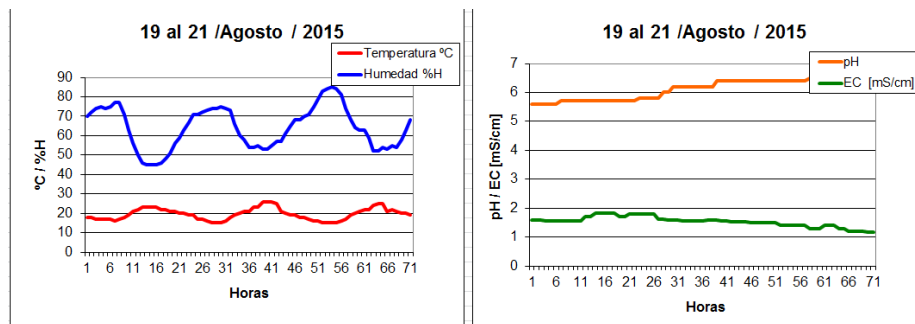 19 al 21 /Agosto / 2015
Temperatura ºC
Humedad %H
ºC / %H
90
80
70
60
50
40
30
20
10
0
1 6 11 16 21 26 31 36 41 46 51 56 61 66 71
Horas
19 al 21 /Agosto / 2015
pH
EC [mS/cm]
pH / EC [mS/cm]
7
6
5
4
3
2
1
0
1 6 11 16 21 26 31 36 41 46 51 56 61 66 71
Horas